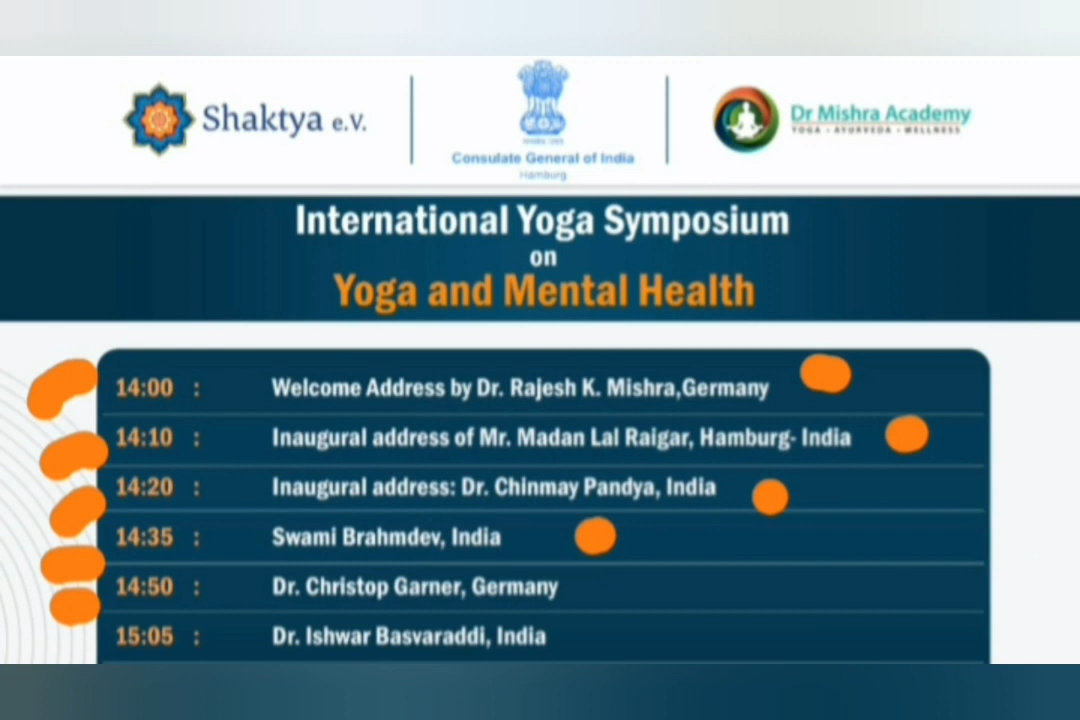 Shaktya e.V.
Consulate General of India
Hamburg
Dr Mishra Academy
YOGA - AYURVEDA - WELLNESS
International Yoga Symposium
on
Yoga and Mental Health
14:00 : Welcome Address by Dr. Rajesh K. Mishra,Germany
14:10 : Inaugural address of Mr. Madan Lal Raigar, Hamburg- India
14:20 : Inaugural address: Dr. Chinmay Pandya, India
14:35 : Swami Brahmdev, India
14:50 : Dr. Christop Garner, Germany
15:05 : Dr. Ishwar Basvaraddi, India